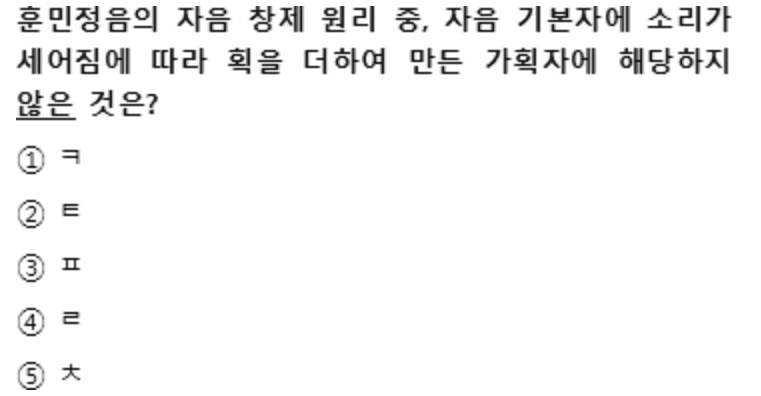 훈민정음의 자음 창제 원리 중, 자음 기본자에 소리가
세어짐에 따라 획을 더하여 만든 가획자에 해당하지
않은 것은?
① ㅋ
② ㅌ
③ ㅍ
④ ㄹ
⑤ ㅊ